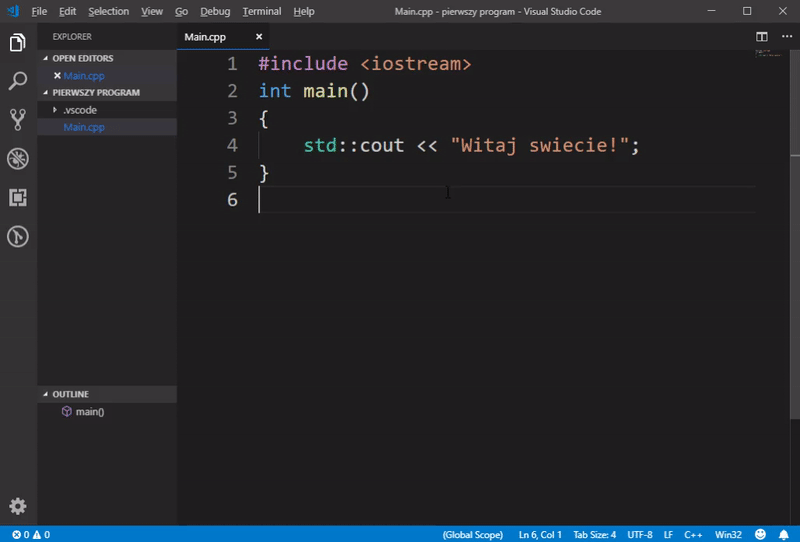 File Edit Selection View Go Debug Terminal Help Main.cpp - pierwszy program - Visual Studio Code
EXPLORER
OPEN EDITORS
Main.cpp
PIERWSZY PROGRAM
.vscode
Main.cpp
OUTLINE
main()
Main.cpp
1 #include <iostream>
2 int main()
3 {
4 std::cout << "Witaj swiecie!";
5 }
6
0 0 (Global Scope) Ln 6, Col 1 Tab Size: 4 UTF-8 LF C++ Win32